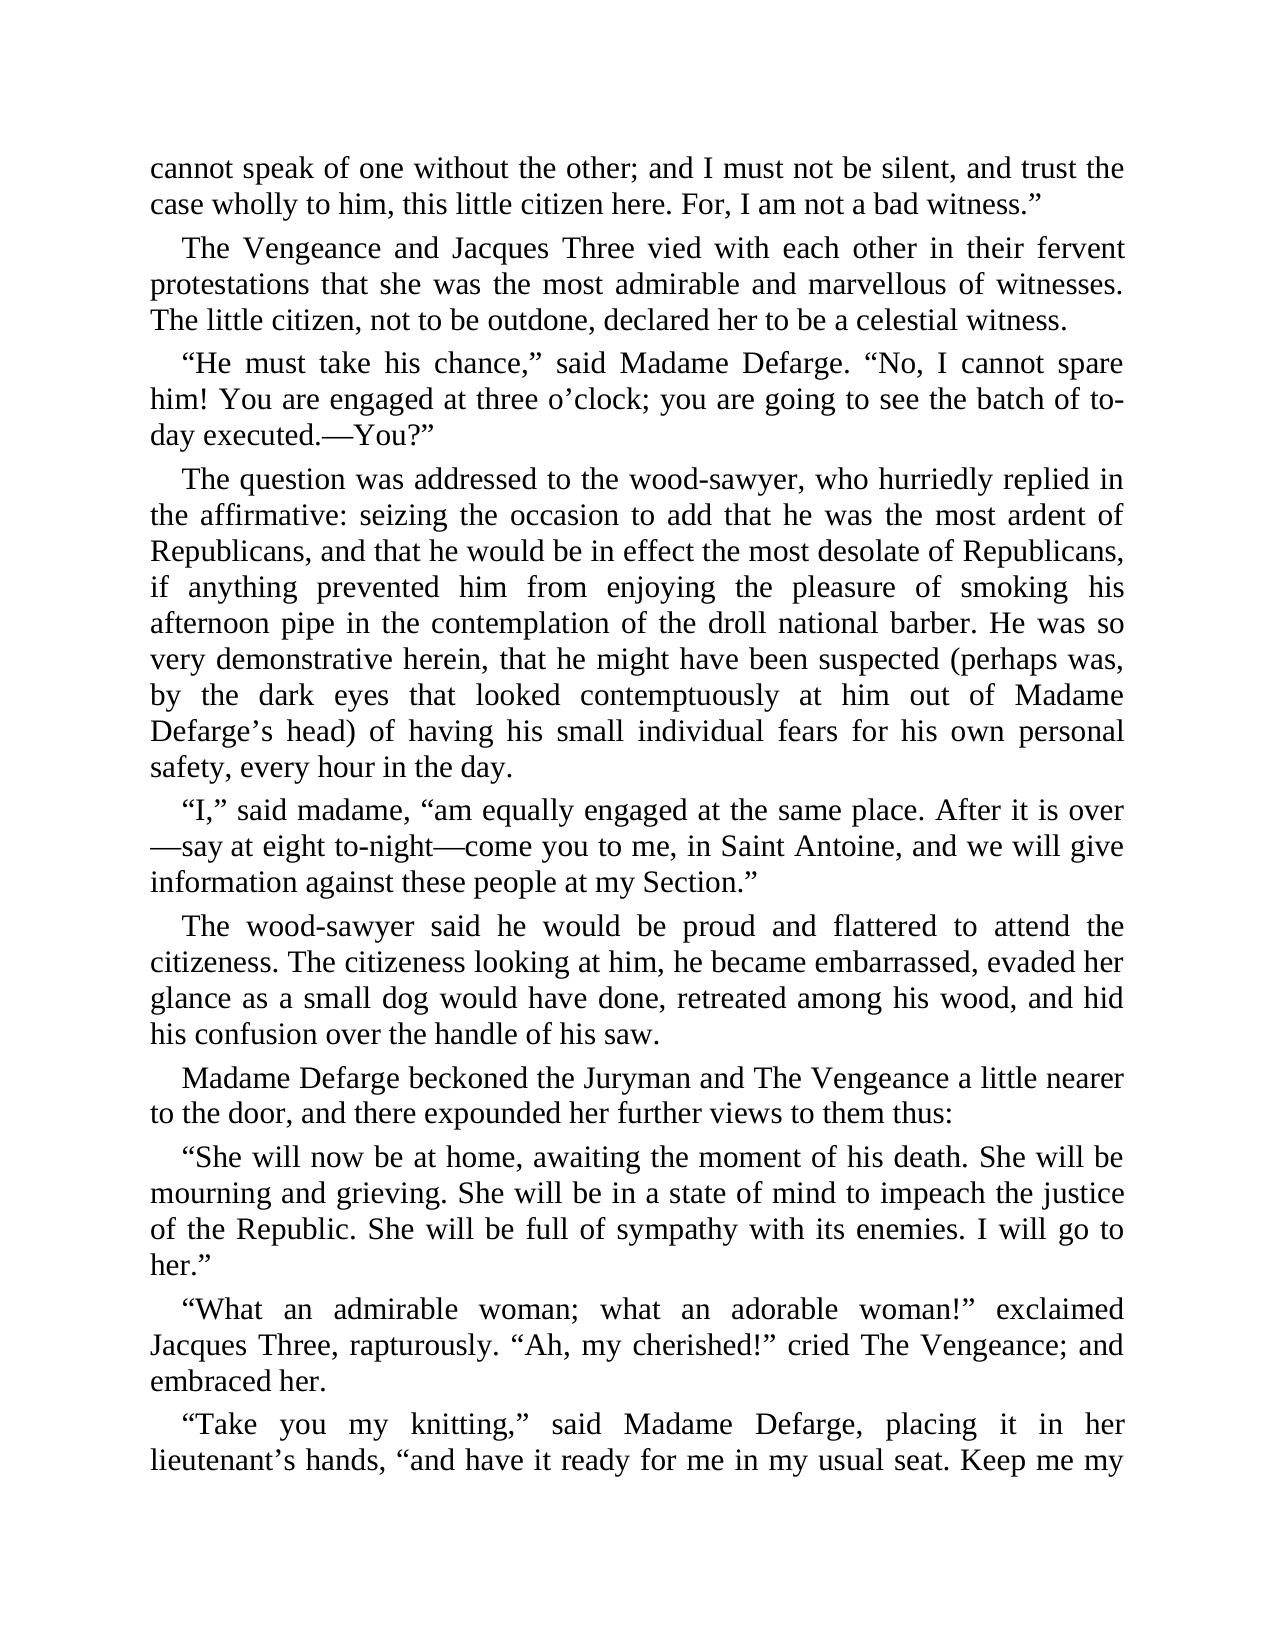 cannot speak of one without the other; and I must not be silent, and trust the
case wholly to him, this little citizen here. For, I am not a bad witness.”
The Vengeance and Jacques Three vied with each other in their fervent
protestations that she was the most admirable and marvellous of witnesses.
The little citizen, not to be outdone, declared her to be a celestial witness.
“He must take his chance,” said Madame Defarge. “No, I cannot spare
him! You are engaged at three o’clock; you are going to see the batch of to-
day executed.—You?”
The question was addressed to the wood-sawyer, who hurriedly replied in
the affirmative: seizing the occasion to add that he was the most ardent of
Republicans, and that he would be in effect the most desolate of Republicans,
if anything prevented him from enjoying the pleasure of smoking his
afternoon pipe in the contemplation of the droll national barber. He was so
very demonstrative herein, that he might have been suspected (perhaps was,
by the dark eyes that looked contemptuously at him out of Madame
Defarge’s head) of having his small individual fears for his own personal
safety, every hour in the day.
“I,” said madame, “am equally engaged at the same place. After it is over
—say at eight to-night—come you to me, in Saint Antoine, and we will give
information against these people at my Section.”
The wood-sawyer said he would be proud and flattered to attend the
citizeness. The citizeness looking at him, he became embarrassed, evaded her
glance as a small dog would have done, retreated among his wood, and hid
his confusion over the handle of his saw.
Madame Defarge beckoned the Juryman and The Vengeance a little nearer
to the door, and there expounded her further views to them thus:
“She will now be at home, awaiting the moment of his death. She will be
mourning and grieving. She will be in a state of mind to impeach the justice
of the Republic. She will be full of sympathy with its enemies. I will go to
her.”
“What an admirable woman; what an adorable woman!” exclaimed
Jacques Three, rapturously. “Ah, my cherished!” cried The Vengeance; and
embraced her.
“Take you my knitting,” said Madame Defarge, placing it in her
lieutenant’s hands, “and have it ready for me in my usual seat. Keep me my